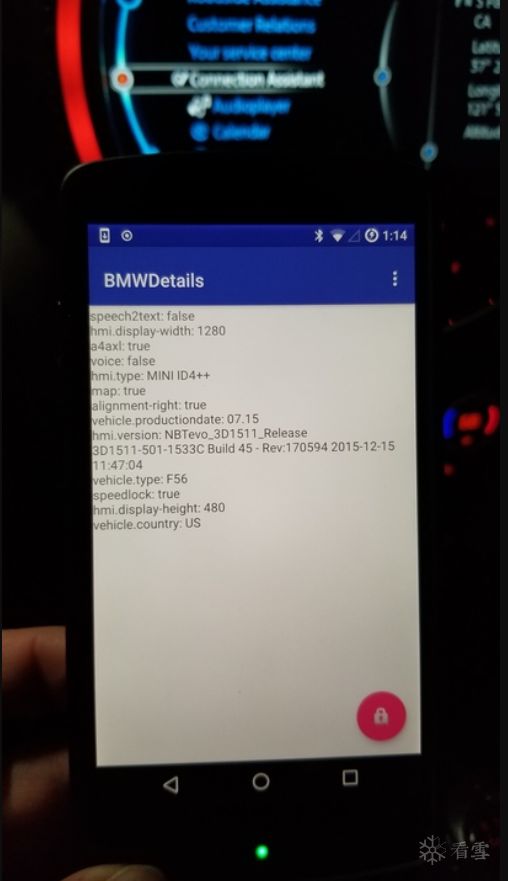 Roadside Assistance
Customer Relations
Your service center
Connection Assistant
Audioplayer
Calendar
CA
1:14
BMWDetails
speech2text: false
hmi.display-width: 1280
a4axl: true
voice: false
hmi.type: MINI ID4++
map: true
alignment-right: true
vehicle.productiondate: 07.15
hmi.version: NBTevo_3D1511_Release
3D1511-501-1533C Build 45 - Rev:170594 2015-12-15
11:47:04
vehicle.type: F56
speedlock: true
hmi.display-height: 480
vehicle.country: US
看雪